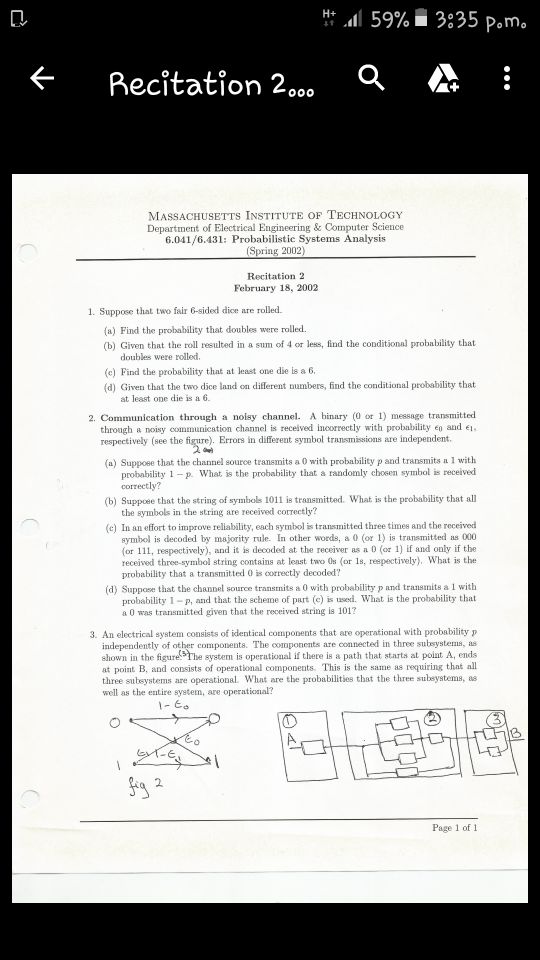 H+ 59% 3:35 p.m.
Recitation 2...
MASSACHUSETTS INSTITUTE OF TECHNOLOGY
Department of Electrical Engineering & Computer Science
6.041/6.431: Probabilistic Systems Analysis
(Spring 2002)
Recitation 2
February 18, 2002
1. Suppose that two fair 6-sided dice are rolled.
(a) Find the probability that doubles were rolled.
(b) Given that the roll resulted in a sum of 4 or less, find the conditional probability that
doubles were rolled.
(c) Find the probability that at least one die is a 6.
(d) Given that the two dice land on different numbers, find the conditional probability that
at least one die is a 6.
2. Communication through a noisy channel. A binary (0 or 1) message transmitted
through a noisy communication channel is received incorrectly with probability ε0 and ε1,
respectively (see the figure). Errors in different symbol transmissions are independent.
(a) Suppose that the channel source transmits a 0 with probability p and transmits a 1 with
probability 1 − p. What is the probability that a randomly chosen symbol is received
correctly?
(b) Suppose that the string of symbols 1011 is transmitted. What is the probability that all
the symbols in the string are received correctly?
(c) In an effort to improve reliability, each symbol is transmitted three times and the received
symbol is decoded by majority rule. In other words, a 0 (or 1) is transmitted as 000
(or 111, respectively), and it is decoded at the receiver as a 0 (or 1) if and only if the
received three-symbol string contains at least two 0s (or 1s, respectively). What is the
probability that a transmitted 0 is correctly decoded?
(d) Suppose that the channel source transmits a 0 with probability p and transmits a 1 with
probability 1 − p, and that the scheme of part (c) is used. What is the probability that
a 0 was transmitted given that the received string is 101?
3. An electrical system consists of identical components that are operational with probability p
independently of other components. The components are connected in three subsystems, as
shown in the figure.(3) The system is operational if there is a path that starts at point A, ends
at point B, and consists of operational components. This is the same as requiring that all
three subsystems are operational. What are the probabilities that the three subsystems, as
well as the entire system, are operational?
1 - ε0
0 0
ε0
ε1 1-ε1
1 1
fig 2
1 2 3
A B
Page 1 of 1